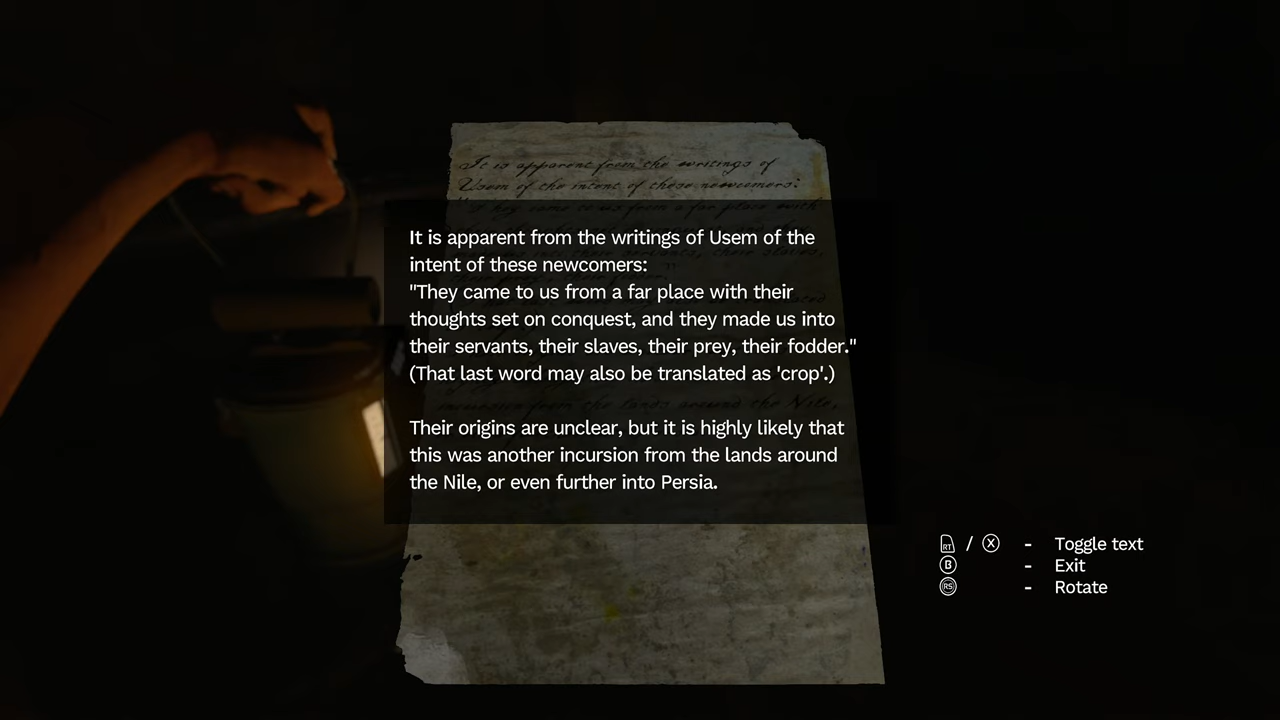 It is apparent from the writings of
Usem of the intent of these newcomers:
It is apparent from the writings of Usem of the
intent of these newcomers:
"They came to us from a far place with their
thoughts set on conquest, and they made us into
their servants, their slaves, their prey, their fodder."
(That last word may also be translated as 'crop'.)
Their origins are unclear, but it is highly likely that
this was another incursion from the lands around
the Nile, or even further into Persia.
RT / X - Toggle text
B - Exit
RS - Rotate